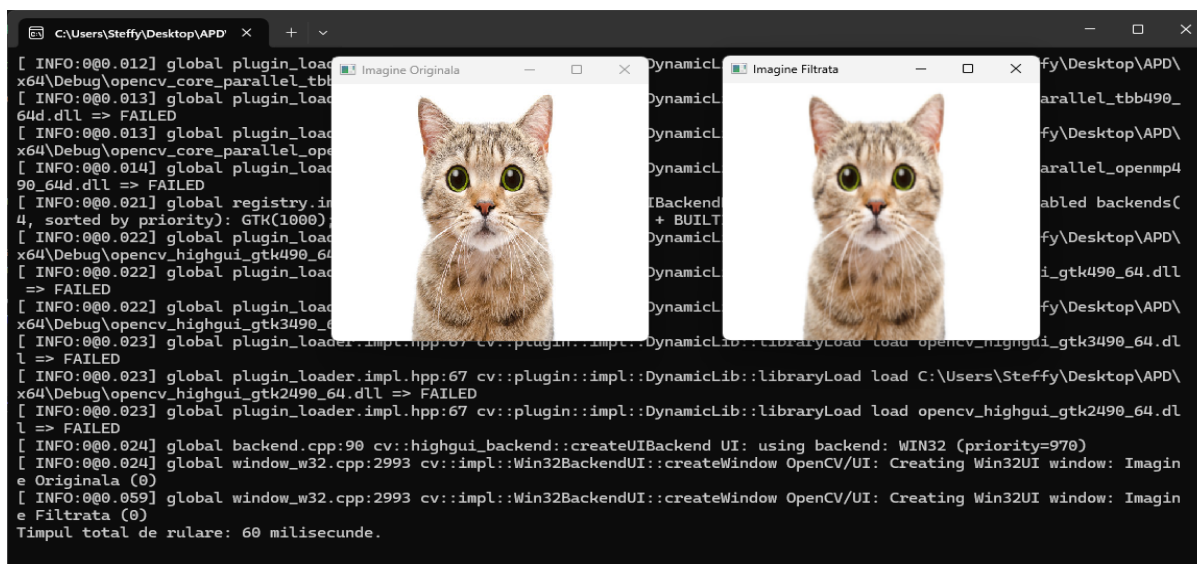 C:\Users\Steffy\Desktop\APD'
[ INFO:0@0.012] global plugin_load DynamicL fy\Desktop\APD\
x64\Debug\opencv_core_parallel_tbb
[ INFO:0@0.013] global plugin_load DynamicLi arallel_tbb490_
64d.dll => FAILED
[ INFO:0@0.013] global plugin_load DynamicL fy\Desktop\APD\
x64\Debug\opencv_core_parallel_ope
[ INFO:0@0.014] global plugin_load DynamicL arallel_openmp4
90_64d.dll => FAILED
[ INFO:0@0.021] global registry.im IBackend abled backends(
4, sorted by priority): GTK(1000); + BUILT
[ INFO:0@0.022] global plugin_load DynamicL fy\Desktop\APD\
x64\Debug\opencv_highgui_gtk490_64
[ INFO:0@0.022] global plugin_load DynamicL i_gtk490_64.dll
=> FAILED
[ INFO:0@0.022] global plugin_load DynamicL fy\Desktop\APD\
x64\Debug\opencv_highgui_gtk3490_6
[ INFO:0@0.023] global plugin_loader.impl.hpp:67 cv::plugin::impl::DynamicLib::libraryLoad load opencv_highgui_gtk3490_64.dl
l => FAILED
[ INFO:0@0.023] global plugin_loader.impl.hpp:67 cv::plugin::impl::DynamicLib::libraryLoad load C:\Users\Steffy\Desktop\APD\
x64\Debug\opencv_highgui_gtk2490_64.dll => FAILED
[ INFO:0@0.023] global plugin_loader.impl.hpp:67 cv::plugin::impl::DynamicLib::libraryLoad load opencv_highgui_gtk2490_64.dl
l => FAILED
[ INFO:0@0.024] global backend.cpp:90 cv::highgui_backend::createUIBackend UI: using backend: WIN32 (priority=970)
[ INFO:0@0.024] global window_w32.cpp:2993 cv::impl::Win32BackendUI::createWindow OpenCV/UI: Creating Win32UI window: Imagin
e Originala (0)
[ INFO:0@0.059] global window_w32.cpp:2993 cv::impl::Win32BackendUI::createWindow OpenCV/UI: Creating Win32UI window: Imagin
e Filtrata (0)
Timpul total de rulare: 60 milisecunde.
Imagine Originala
Imagine Filtrata